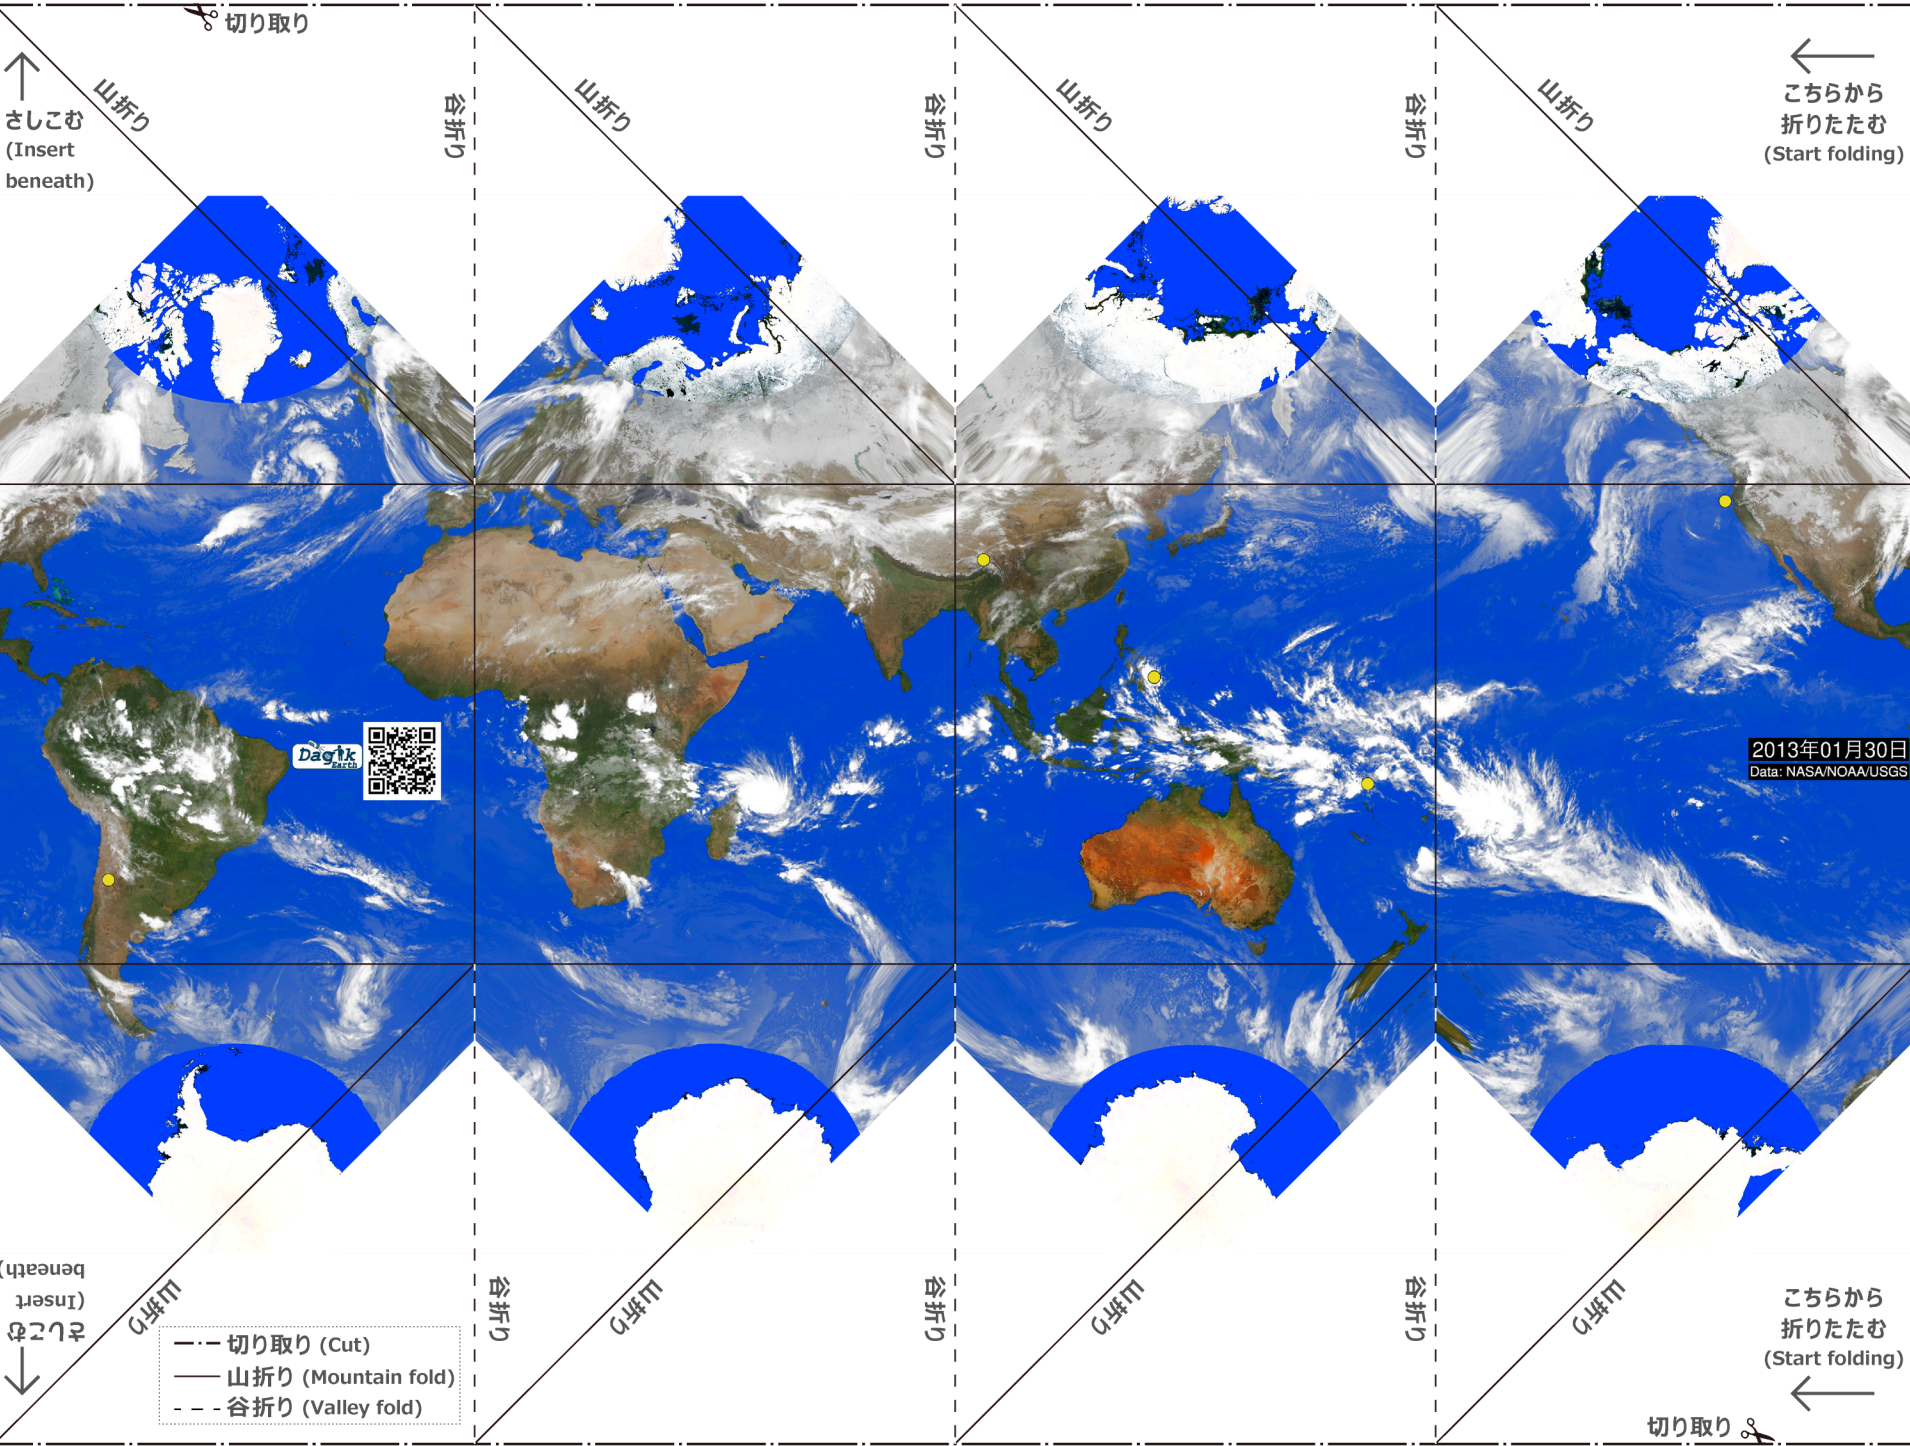 切り取り
さしこむ
(Insert
beneath)
山折り
谷折り
山折り
谷折り
山折り
谷折り
山折り
こちらから
折りたたむ
(Start folding)
Dagik
Earth
2013年01月30日
Data: NASA/NOAA/USGS
さしこむ
(Insert
beneath)
山折り
谷折り
山折り
谷折り
山折り
谷折り
山折り
こちらから
折りたたむ
(Start folding)
切り取り (Cut)
山折り (Mountain fold)
谷折り (Valley fold)
切り取り